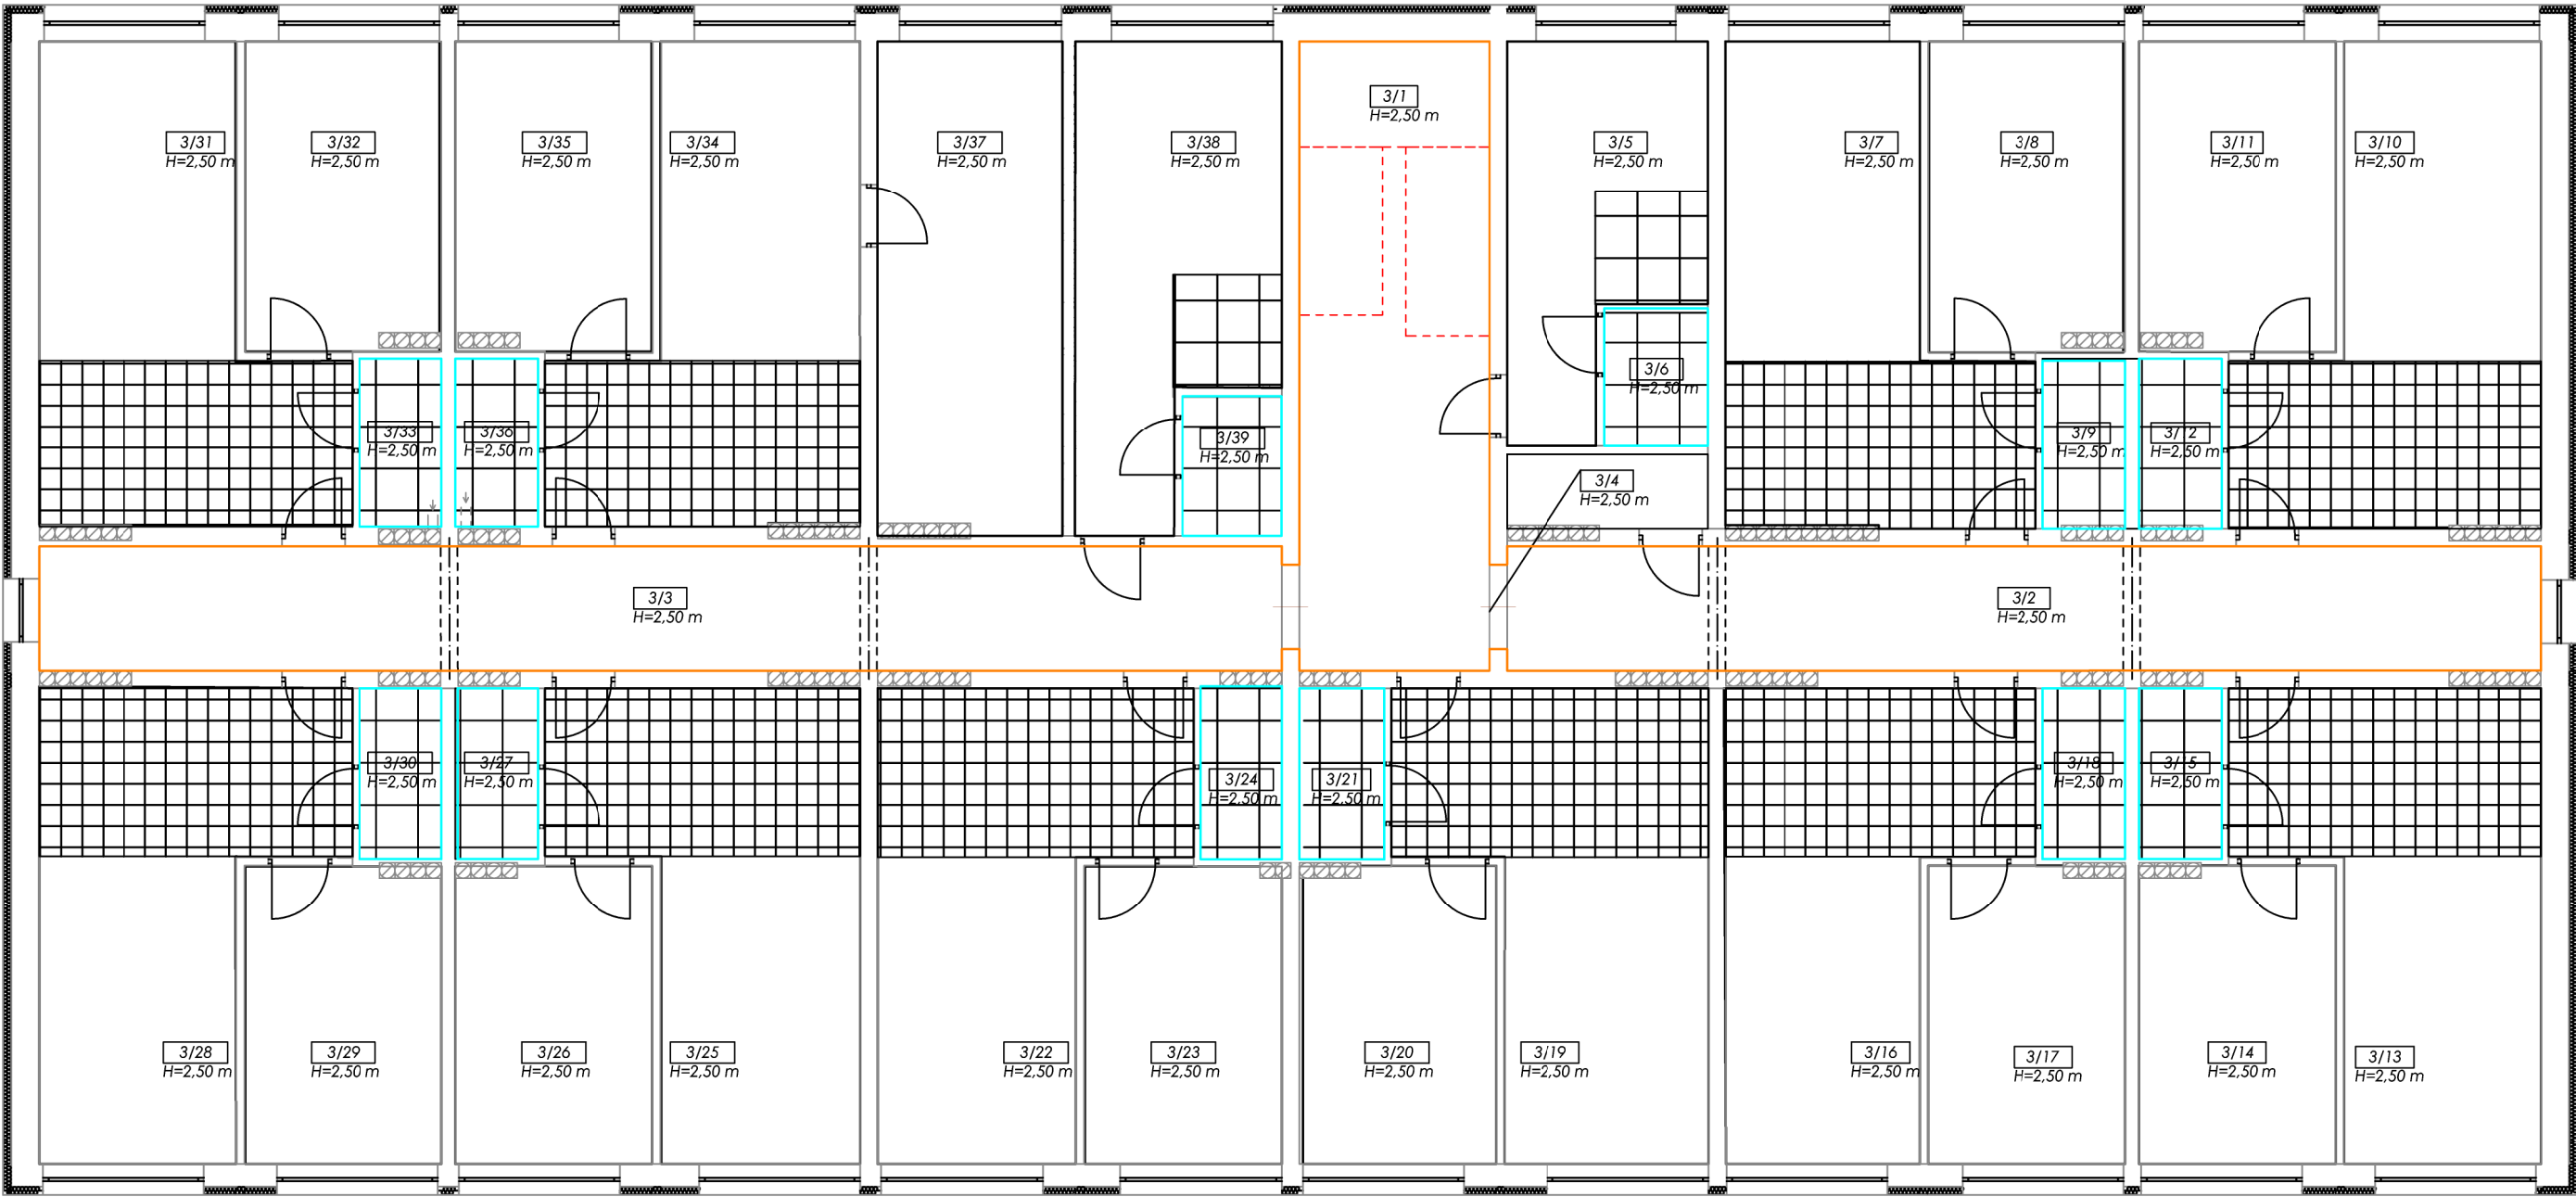 3/1
H=2,50 m
3/31
H=2,50 m
3/32
H=2,50 m
3/35
H=2,50 m
3/34
H=2,50 m
3/37
H=2,50 m
3/38
H=2,50 m
3/5
H=2,50 m
3/7
H=2,50 m
3/8
H=2,50 m
3/11
H=2,50 m
3/10
H=2,50 m
3/6
H=2,50 m
3/33
H=2,50 m
3/36
H=2,50 m
3/39
H=2,50 m
3/9
H=2,50 m
3/12
H=2,50 m
3/4
H=2,50 m
3/3
H=2,50 m
3/2
H=2,50 m
3/30
H=2,50 m
3/27
H=2,50 m
3/24
H=2,50 m
3/21
H=2,50 m
3/18
H=2,50 m
3/15
H=2,50 m
3/28
H=2,50 m
3/29
H=2,50 m
3/26
H=2,50 m
3/25
H=2,50 m
3/22
H=2,50 m
3/23
H=2,50 m
3/20
H=2,50 m
3/19
H=2,50 m
3/16
H=2,50 m
3/17
H=2,50 m
3/14
H=2,50 m
3/13
H=2,50 m